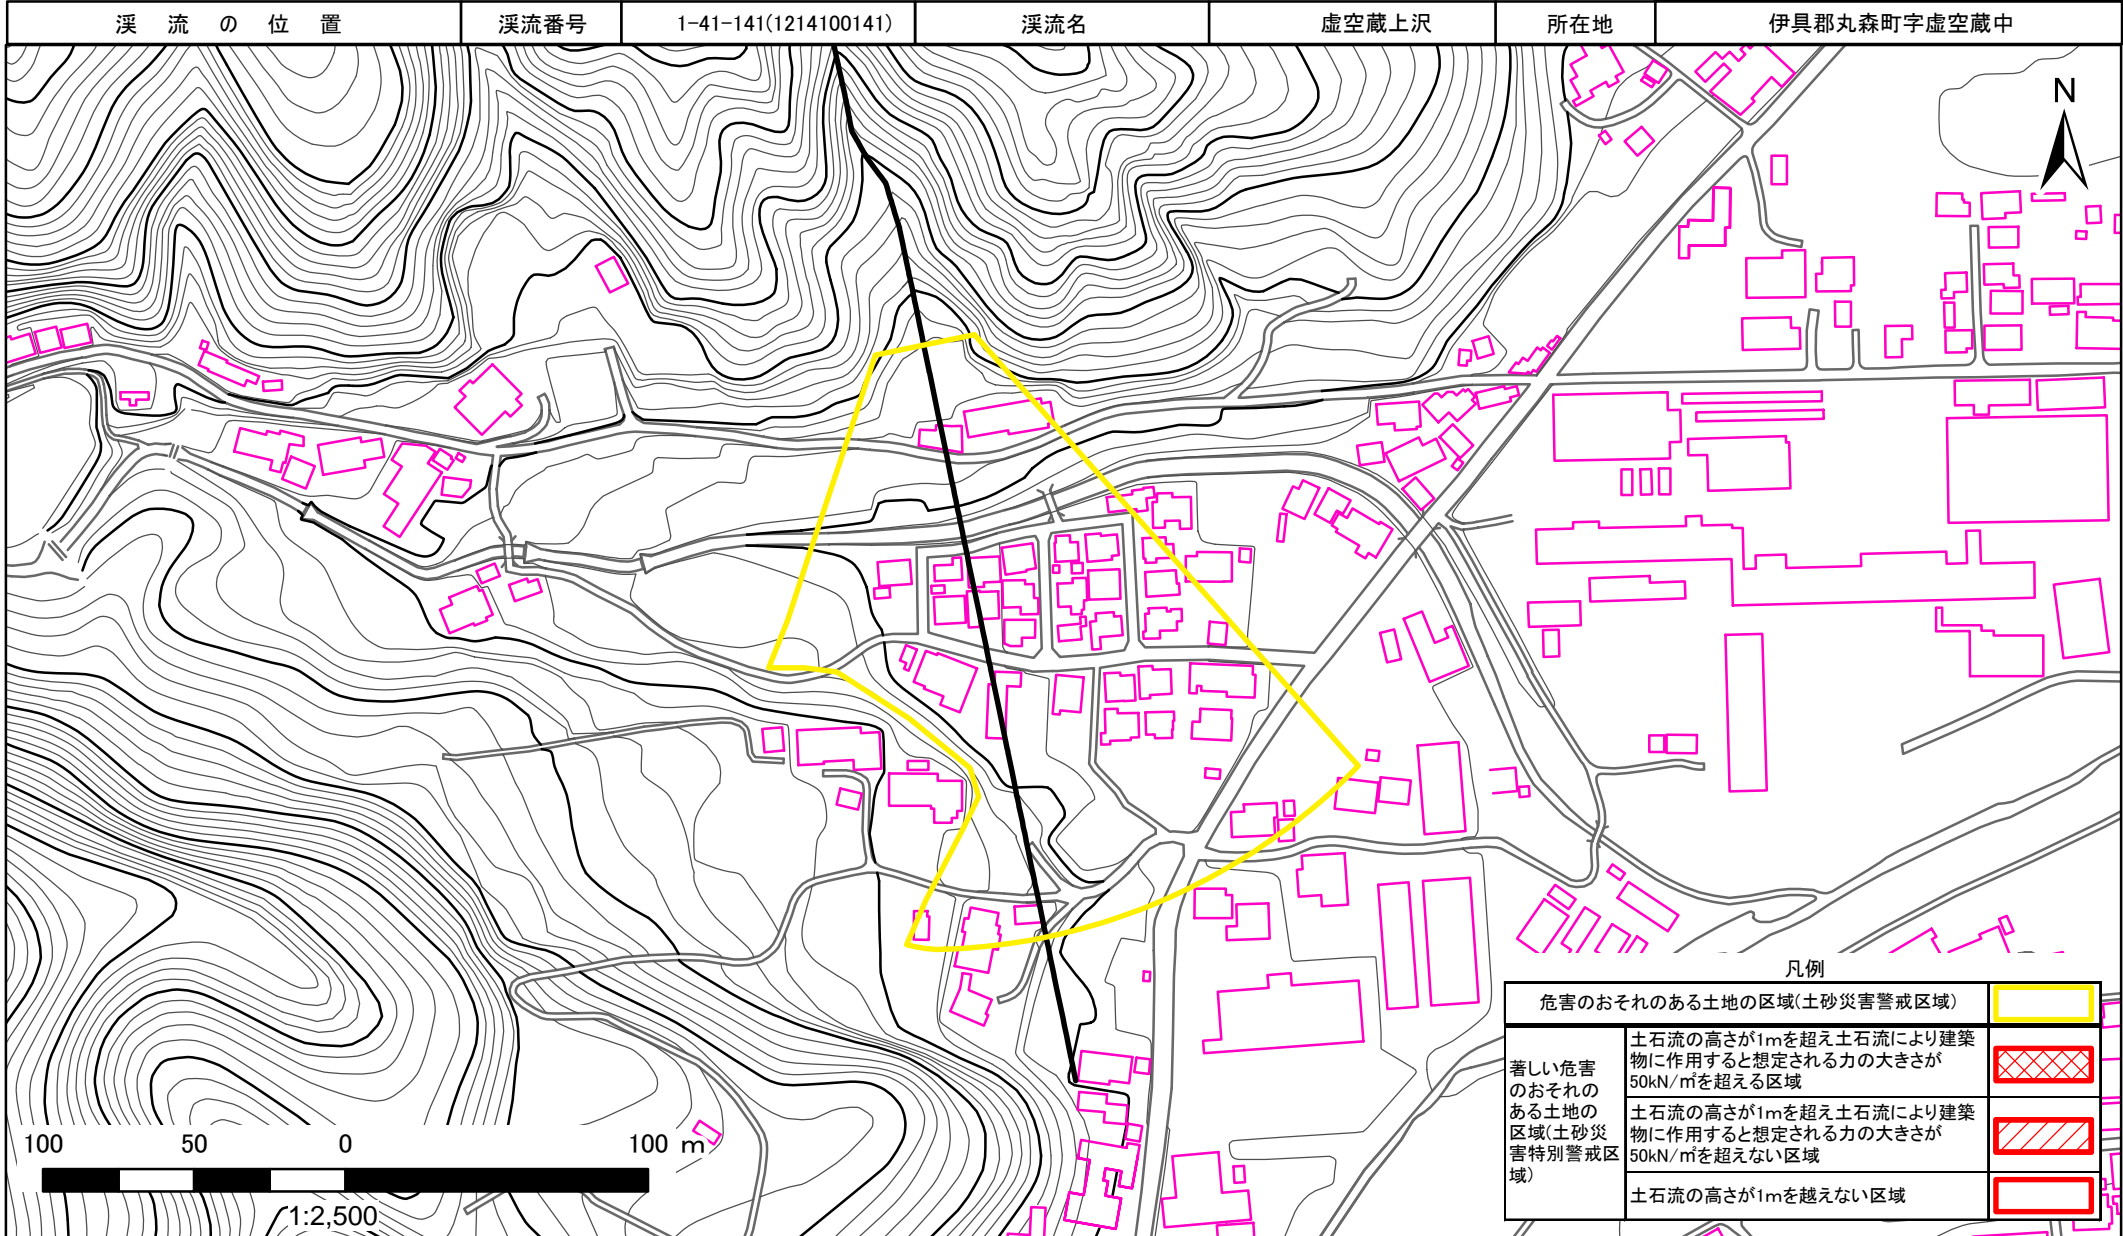 溪 流 の 位 置 溪流番号 1-41-141(1214100141) 溪流名 虚空蔵上沢 所在地 伊具郡丸森町字虚空蔵中
N
凡例
危害のおそれのある土地の区域(土砂災害警戒区域)
著しい危害
のおそれの
ある土地の
区域(土砂災
害特別警戒区
域)
土石流の高さが1mを超え土石流により建築
物に作用すると想定される力の大きさが
50kN/㎡を超える区域
土石流の高さが1mを超え土石流により建築
物に作用すると想定される力の大きさが
50kN/㎡を超えない区域
土石流の高さが1mを越えない区域
100 50 0 100 m
1:2,500